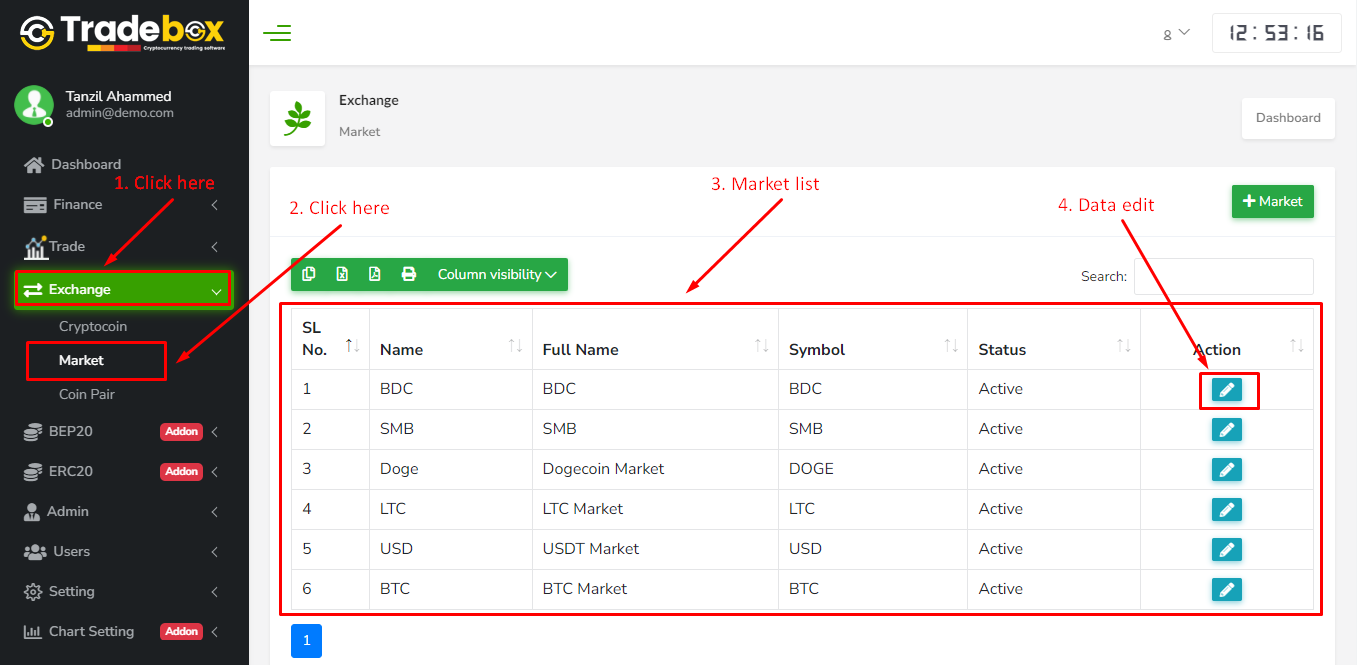 Tradebox
Cryptocurrency trading software
12:53:16
Tanzil Ahammed
admin@demo.com
Exchange
Market
Dashboard
Dashboard
1. Click here
Finance
Trade
Exchange
Cryptocoin
Market
Coin Pair
BEP20 Addon
ERC20 Addon
Admin
Users
Setting
Chart Setting Addon
2. Click here
3. Market list
4. Data edit
+ Market
Column visibility
Search:
SL No. Name Full Name Symbol Status Action
1 BDC BDC BDC Active
2 SMB SMB SMB Active
3 Doge Dogecoin Market DOGE Active
4 LTC LTC Market LTC Active
5 USD USDT Market USD Active
6 BTC BTC Market BTC Active
1